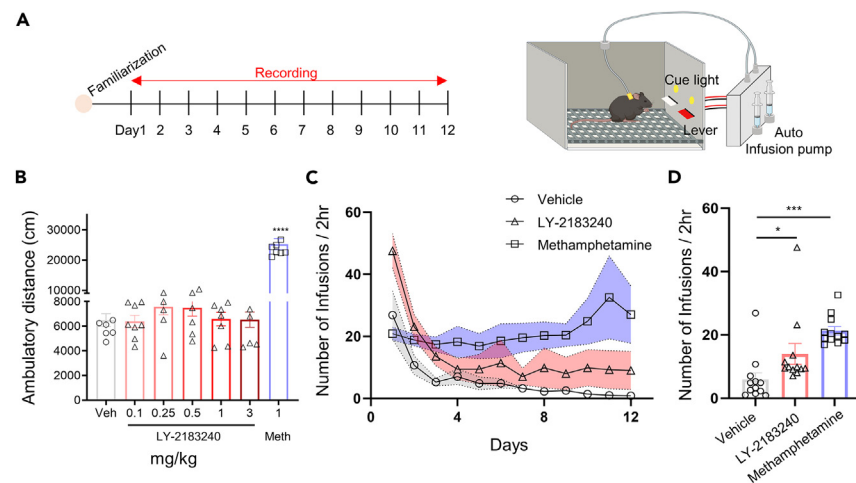 A
Familiarization
Recording
Day1 2 3 4 5 6 7 8 9 10 11 12
Cue light
Lever
Auto
Infusion pump
B
Ambulatory distance (cm)
30000
20000
10000
8000
6000
4000
2000
0
****
Veh 0.1 0.25 0.5 1 3 1
LY-2183240 Meth
mg/kg
C
Number of Infusions / 2hr
60
40
20
0
0 4 8 12
Days
Vehicle
LY-2183240
Methamphetamine
D
Number of Infusions / 2hr
60
40
20
0
***
*
Vehicle
LY-2183240
Methamphetamine